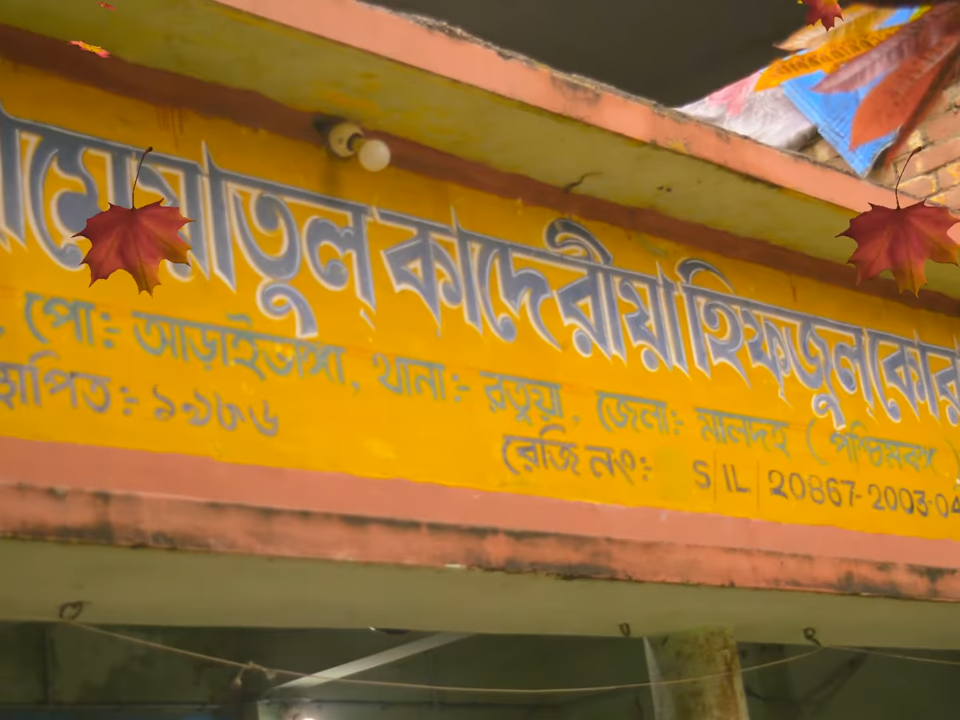 তুল কাদেরীয়া হিফজুল কোর
পো:- আড়াইডাঙ্গা, থানা:- রতুয়া, জেলা:- মালদহ (পশ্চিমবঙ্গ)
স্থাপিত:- ১৯৮৬ রেজি নং:- S/IL/20867-2003-04